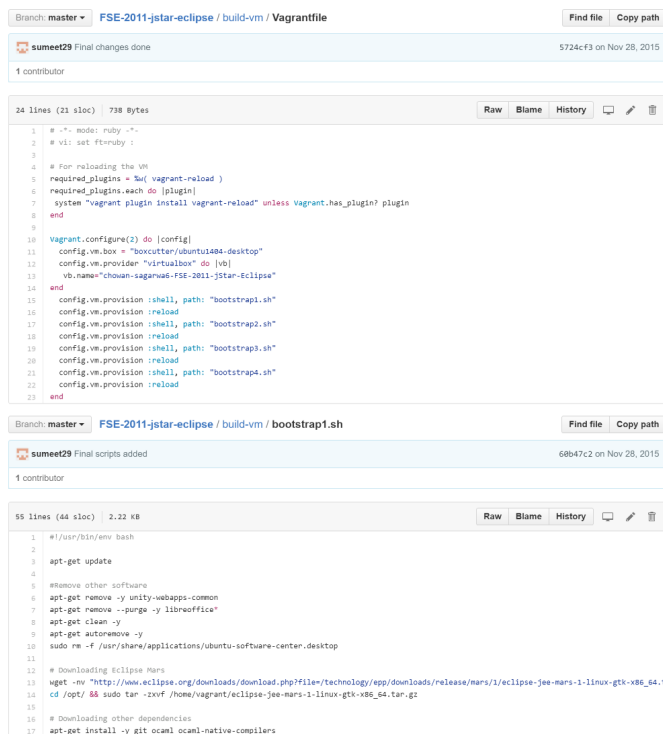 Branch: master FSE-2011-jstar-eclipse / build-vm / Vagrantfile Find file Copy path
sumeet29 Final changes done 5724cf3 on Nov 28, 2015
1 contributor
24 lines (21 sloc) 738 Bytes Raw Blame History
1 # -*- mode: ruby -*-
2 # vi: set ft=ruby :
3
4 # For reloading the VM
5 required_plugins = %w( vagrant-reload )
6 required_plugins.each do |plugin|
7 system "vagrant plugin install vagrant-reload" unless Vagrant.has_plugin? plugin
8 end
9
10 Vagrant.configure(2) do |config|
11 config.vm.box = "boxcutter/ubuntu1404-desktop"
12 config.vm.provider "virtualbox" do |vb|
13 vb.name="chowan-sagarwa6-FSE-2011-jStar-Eclipse"
14 end
15 config.vm.provision :shell, path: "bootstrap1.sh"
16 config.vm.provision :reload
17 config.vm.provision :shell, path: "bootstrap2.sh"
18 config.vm.provision :reload
19 config.vm.provision :shell, path: "bootstrap3.sh"
20 config.vm.provision :reload
21 config.vm.provision :shell, path: "bootstrap4.sh"
22 config.vm.provision :reload
23 end
Branch: master FSE-2011-jstar-eclipse / build-vm / bootstrap1.sh Find file Copy path
sumeet29 Final scripts added 60b47c2 on Nov 28, 2015
1 contributor
55 lines (44 sloc) 2.22 KB Raw Blame History
1 #!/usr/bin/env bash
2
3 apt-get update
4
5 #Remove other software
6 apt-get remove -y unity-webapps-common
7 apt-get remove --purge -y libreoffice*
8 apt-get clean -y
9 apt-get autoremove -y
10 sudo rm -f /usr/share/applications/ubuntu-software-center.desktop
11
12 # Downloading Eclipse Mars
13 wget -nv "http://www.eclipse.org/downloads/download.php?file=/technology/epp/downloads/release/mars/1/eclipse-jee-mars-1-linux-gtk-x86_64.t
14 cd /opt/ && sudo tar -zxvf /home/vagrant/eclipse-jee-mars-1-linux-gtk-x86_64.tar.gz
15
16 # Downloading other dependencies
17 apt-get install -y git ocaml ocaml-native-compilers